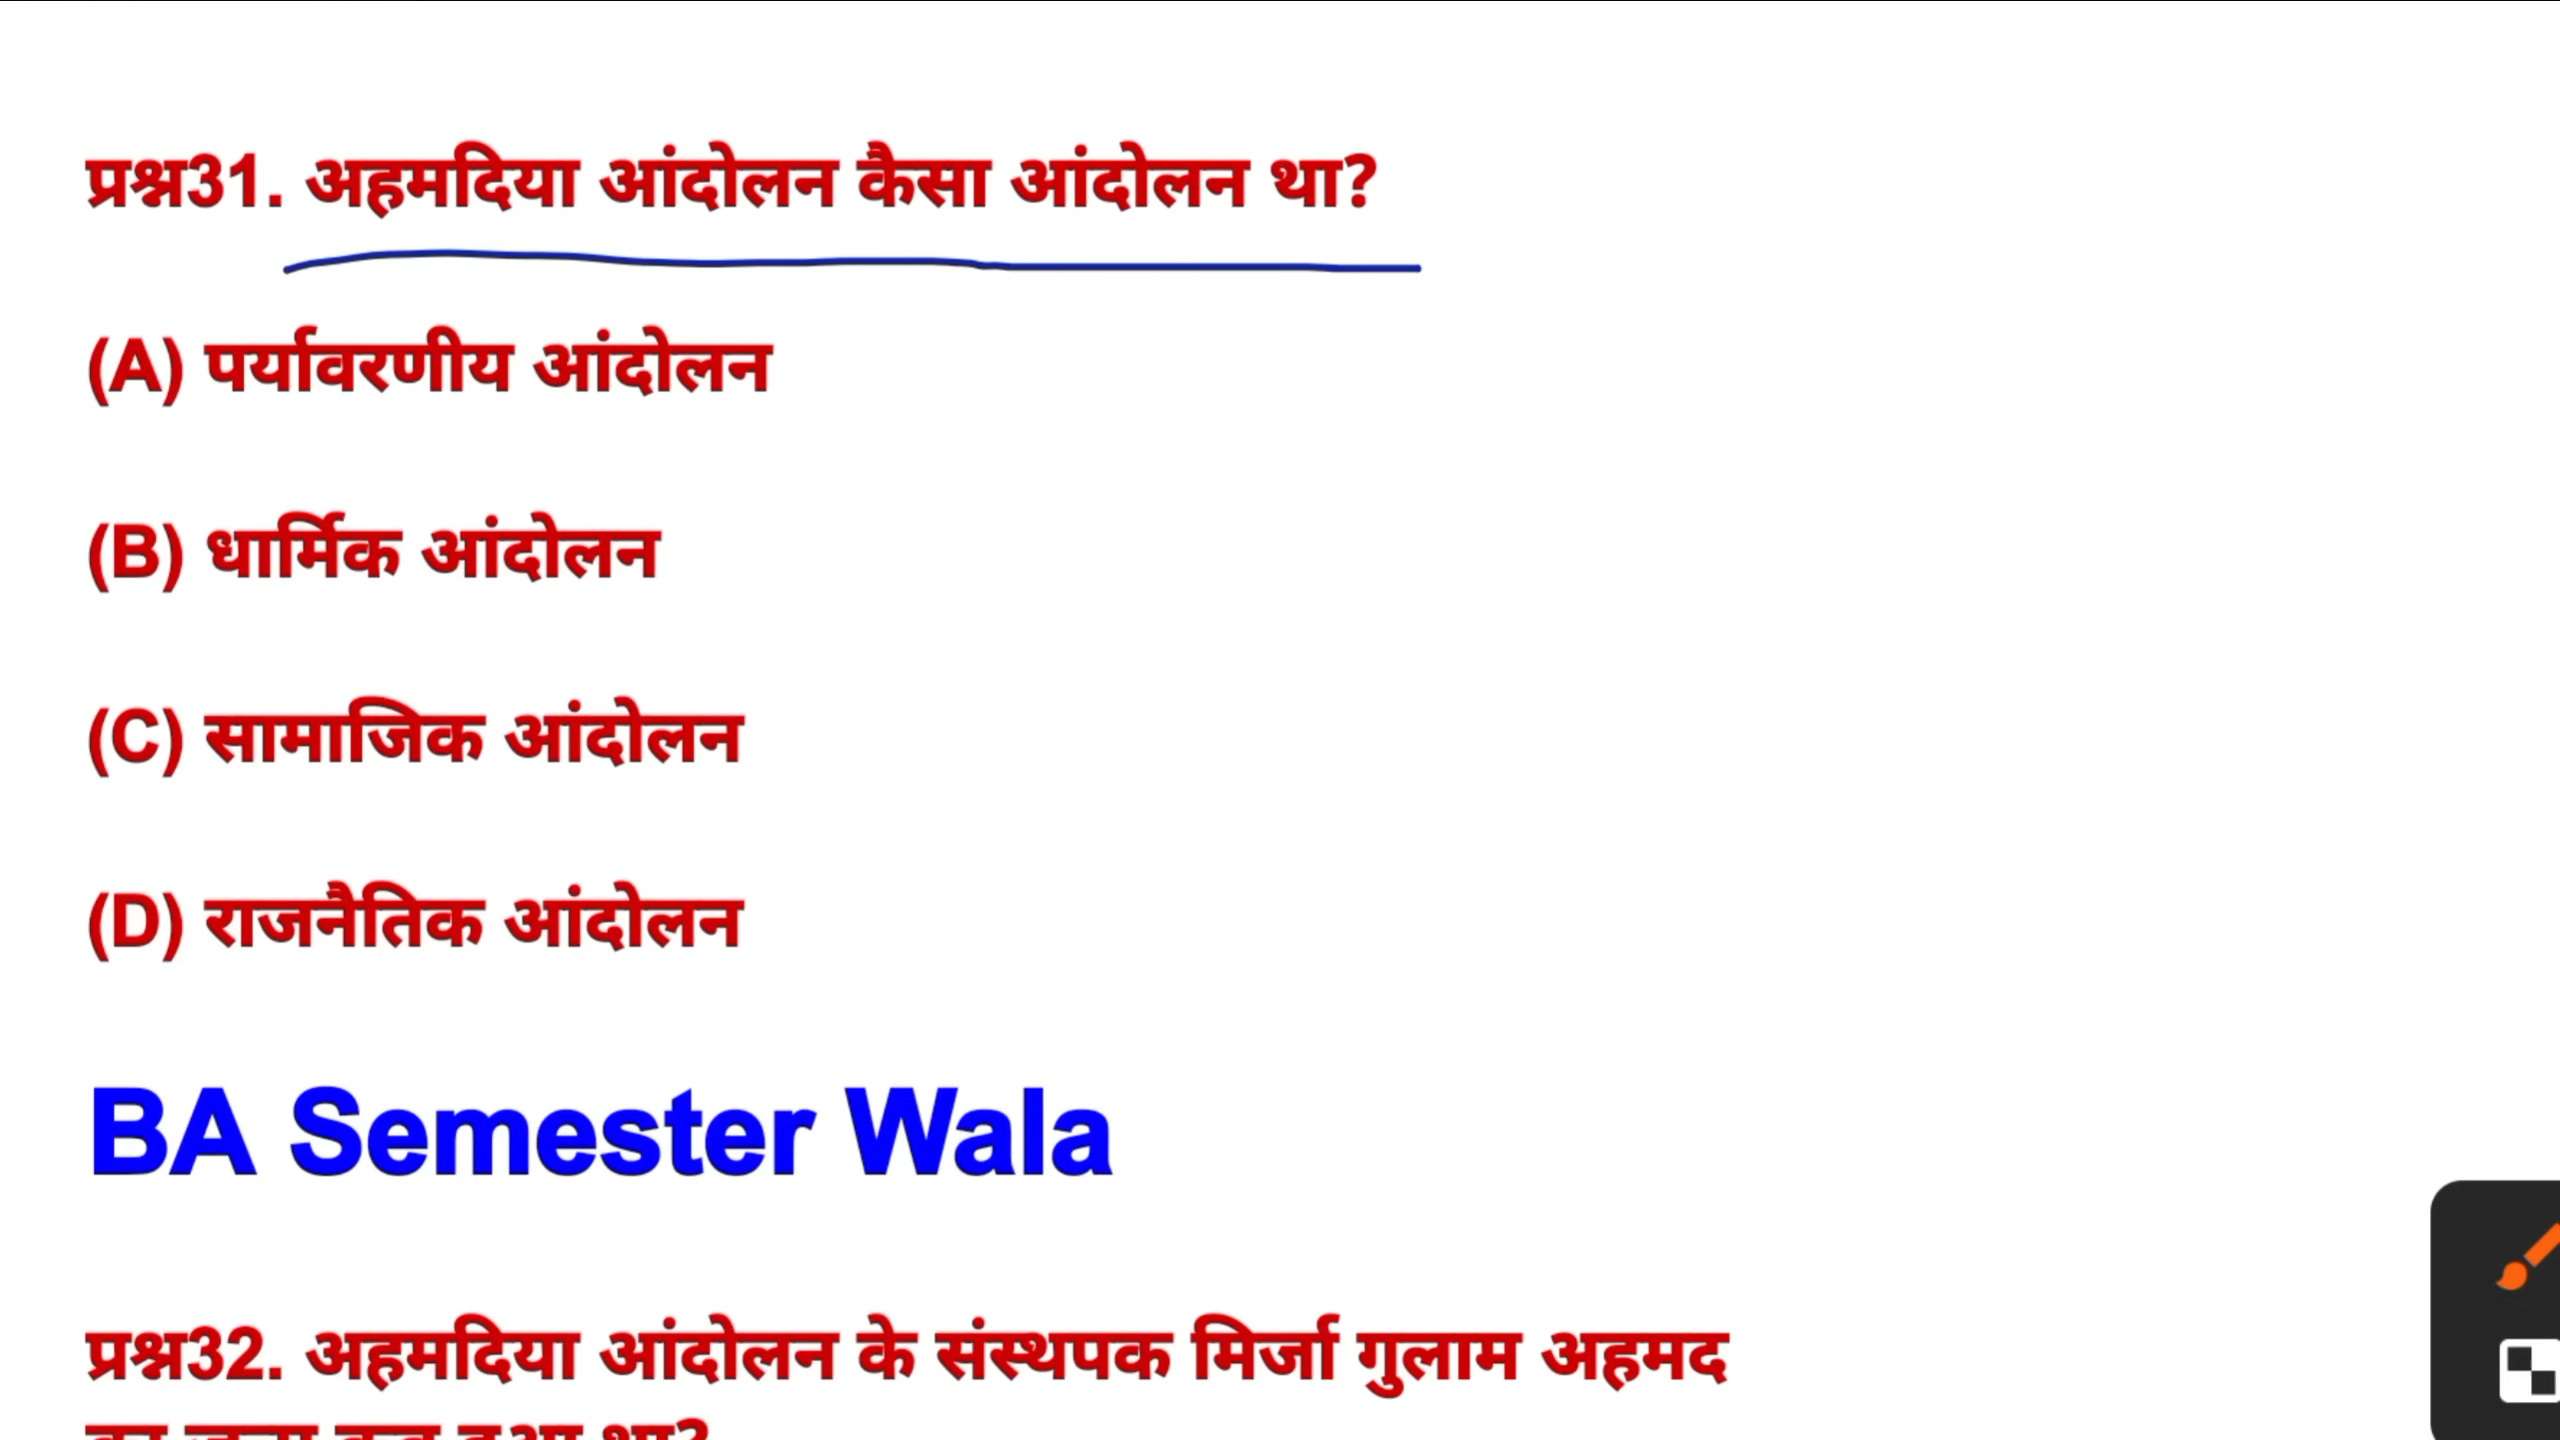 प्रश्न31. अहमदिया आंदोलन कैसा आंदोलन था?
(A) पर्यावरणीय आंदोलन
(B) धार्मिक आंदोलन
(C) सामाजिक आंदोलन
(D) राजनैतिक आंदोलन
BA Semester Wala
प्रश्न32. अहमदिया आंदोलन के संस्थपक मिर्जा गुलाम अहमद